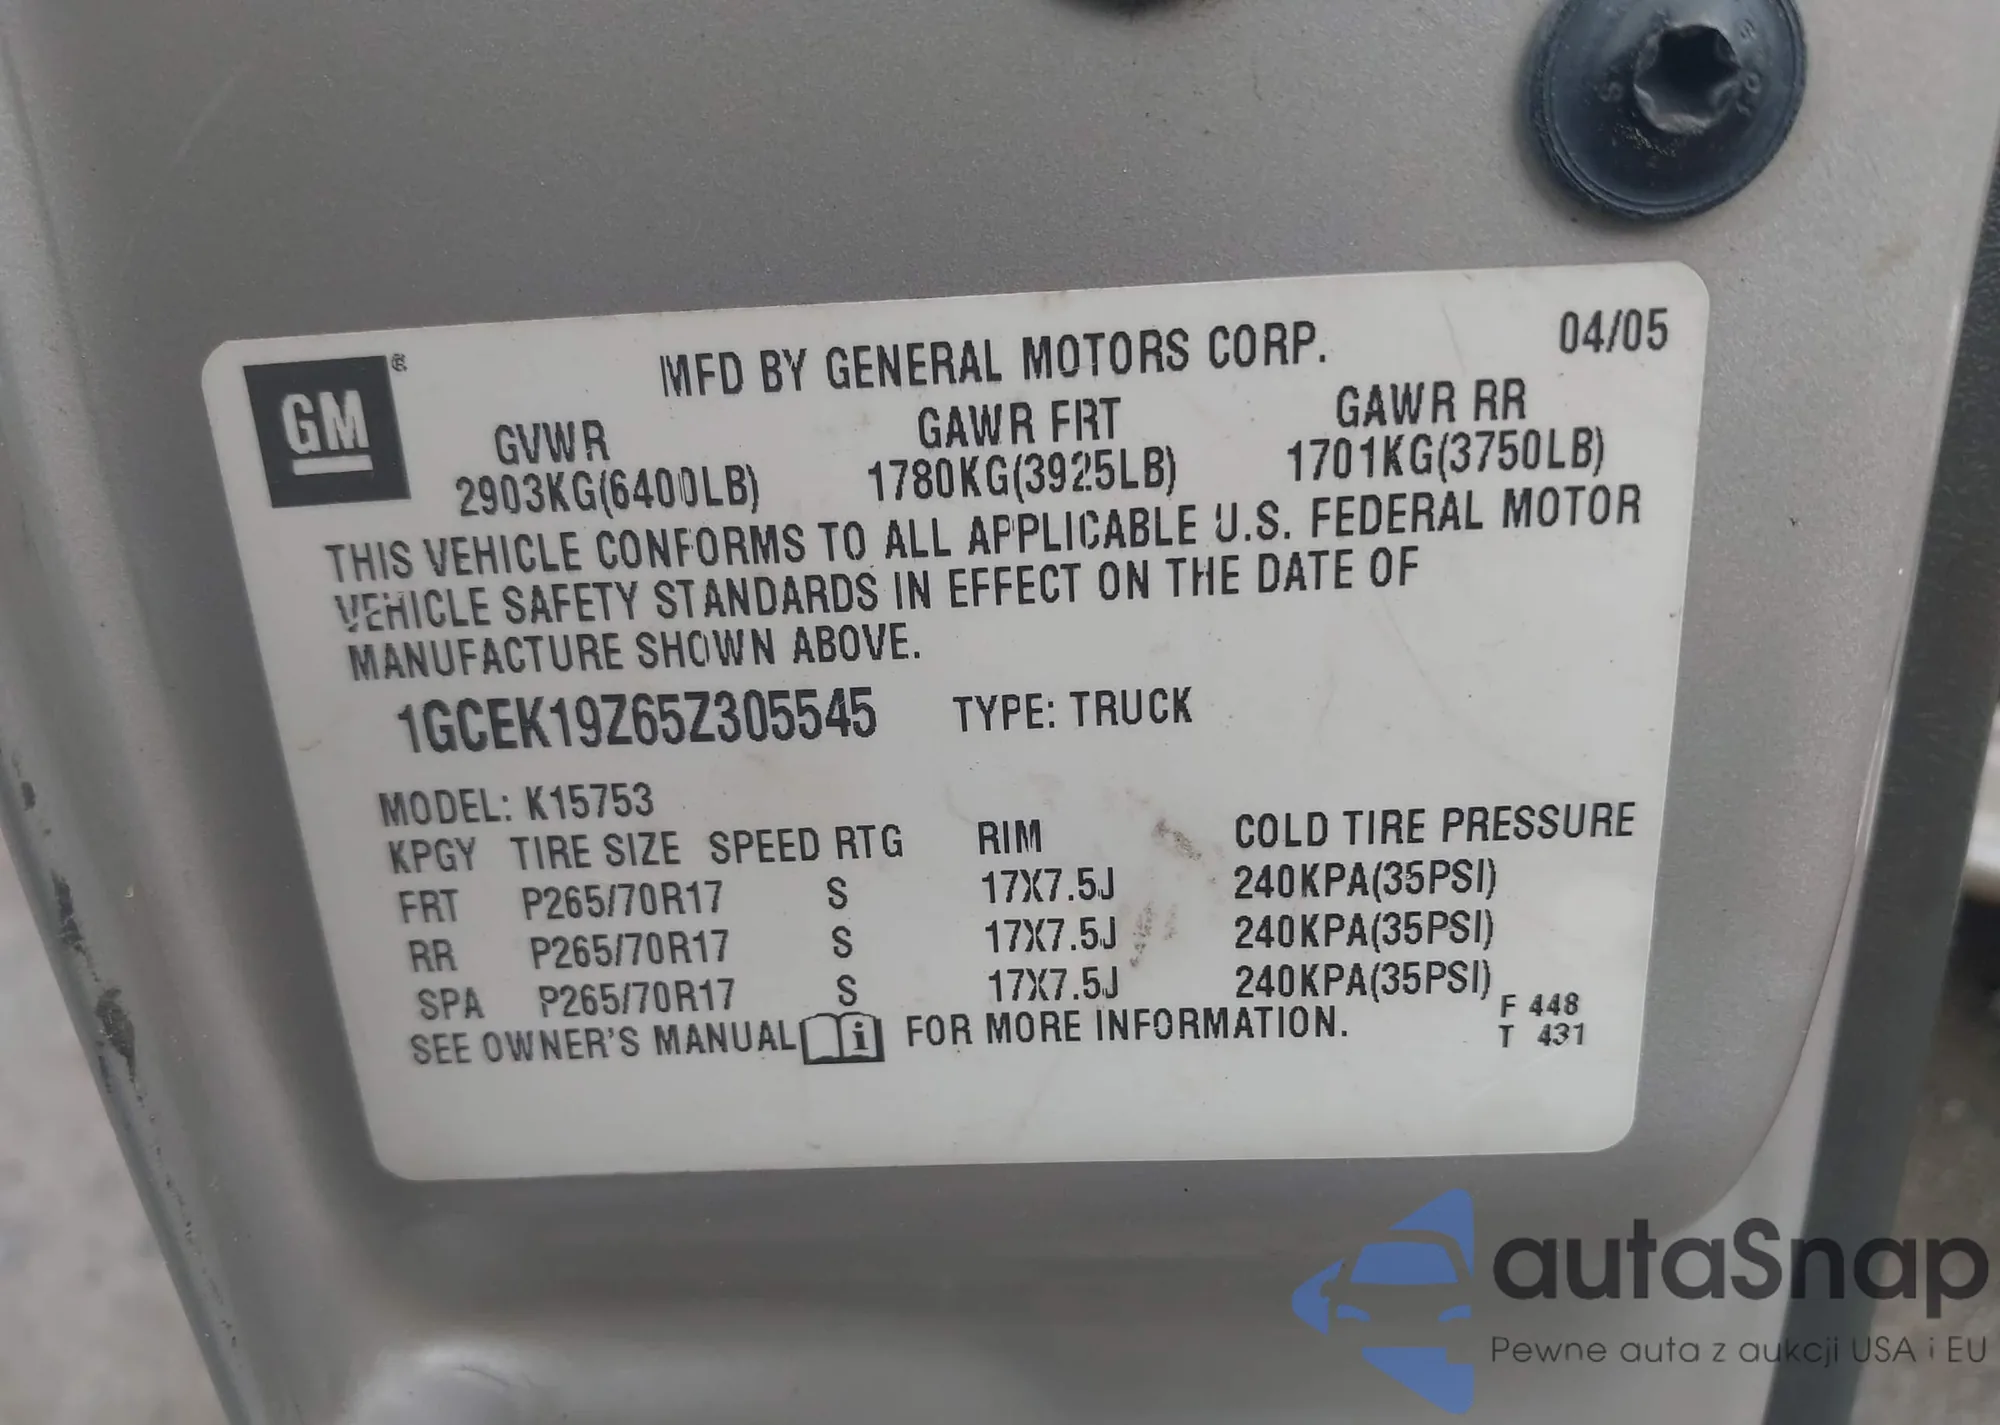 GM®
MFD BY GENERAL MOTORS CORP. 04/05
GVWR GAWR FRT GAWR RR
2903KG(6400LB) 1780KG(3925LB) 1701KG(3750LB)
THIS VEHICLE CONFORMS TO ALL APPLICABLE U.S. FEDERAL MOTOR
VEHICLE SAFETY STANDARDS IN EFFECT ON THE DATE OF
MANUFACTURE SHOWN ABOVE.
1GCEK19Z65Z305545 TYPE: TRUCK
MODEL: K15753
KPGY TIRE SIZE SPEED RTG RIM COLD TIRE PRESSURE
FRT P265/70R17 S 17X7.5J 240KPA(35PSI)
RR P265/70R17 S 17X7.5J 240KPA(35PSI)
SPA P265/70R17 S 17X7.5J 240KPA(35PSI)
SEE OWNER'S MANUAL i FOR MORE INFORMATION.
F 448
T 431
autaSnap
Pewne auta z aukcji USA i EU